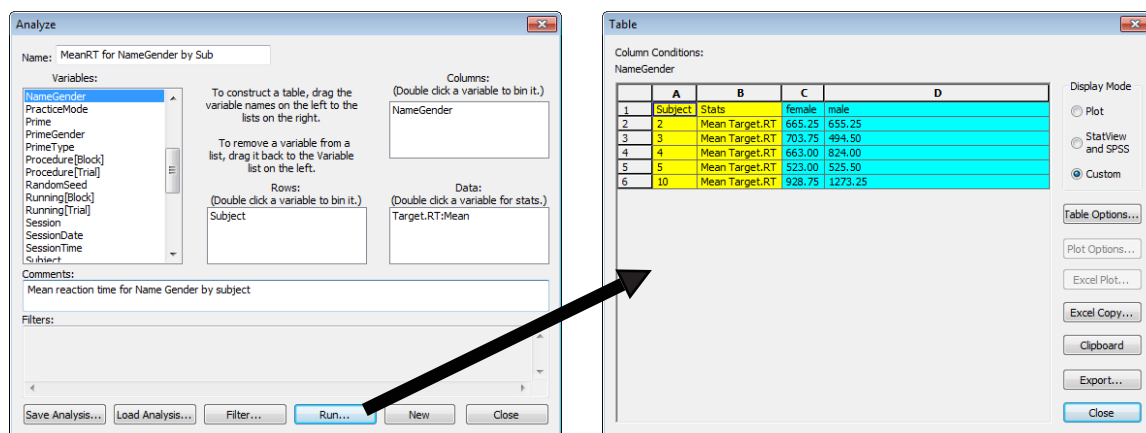 Analyze
Name: MeanRT for NameGender by Sub
Variables:
NameGender
PracticeMode
Prime
PrimeGender
PrimeType
Procedure[Block]
Procedure[Trial]
RandomSeed
Running[Block]
Running[Trial]
Session
SessionDate
SessionTime
Subject
To construct a table, drag the
variable names on the left to the
lists on the right.
To remove a variable from a
list, drag it back to the Variable
list on the left.
Columns:
(Double click a variable to bin it.)
NameGender
Rows:
(Double click a variable to bin it.)
Subject
Data:
(Double click a variable for stats.)
Target.RT:Mean
Comments:
Mean reaction time for Name Gender by subject
Filters:
Save Analysis... Load Analysis... Filter... Run... New Close
Table
Column Conditions:
NameGender
A B C D
1 Subject Stats female male
2 2 Mean Target.RT 665.25 655.25
3 3 Mean Target.RT 703.75 494.50
4 4 Mean Target.RT 663.00 824.00
5 5 Mean Target.RT 523.00 525.50
6 10 Mean Target.RT 928.75 1273.25
Display Mode
Plot
StatView
and SPSS
Custom
Table Options...
Plot Options...
Excel Plot...
Excel Copy...
Clipboard
Export...
Close